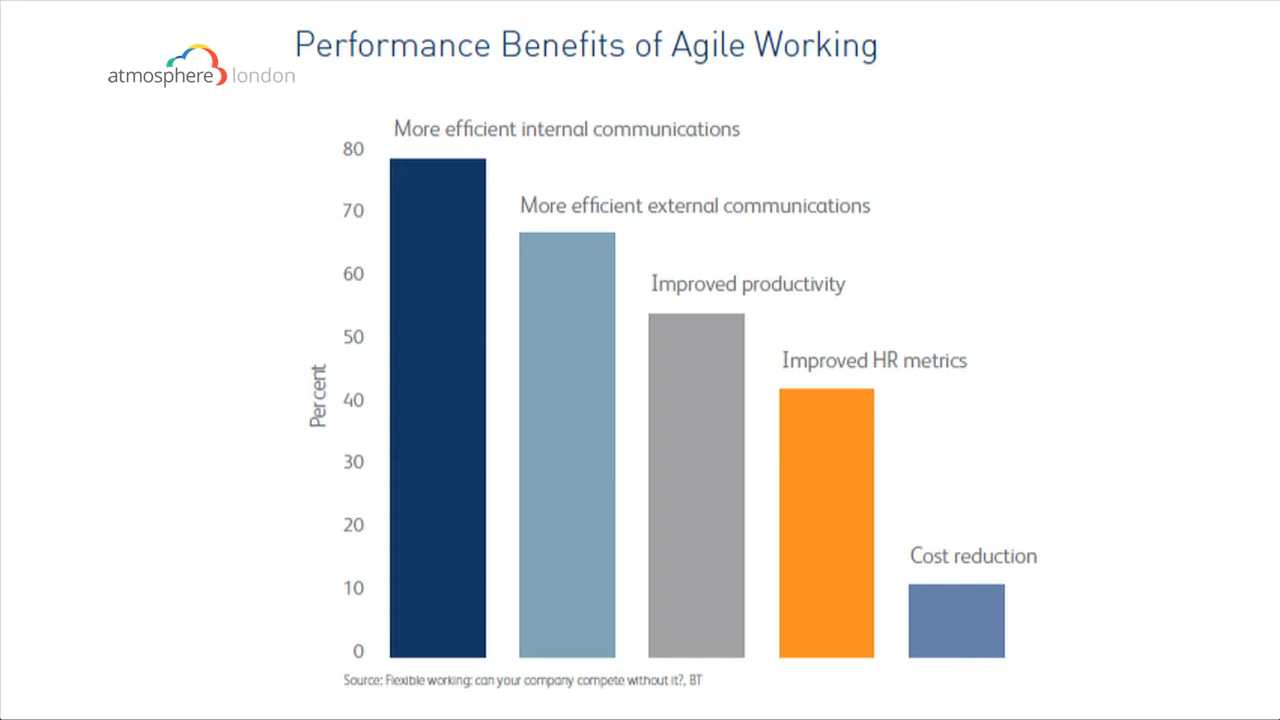 Performance Benefits of Agile Working
atmosphere london
More efficient internal communications
80
More efficient external communications
70
60
Improved productivity
50
Improved HR metrics
Percent
40
30
20
Cost reduction
10
0
Source: Flexible working: can your company compete without it?, BT